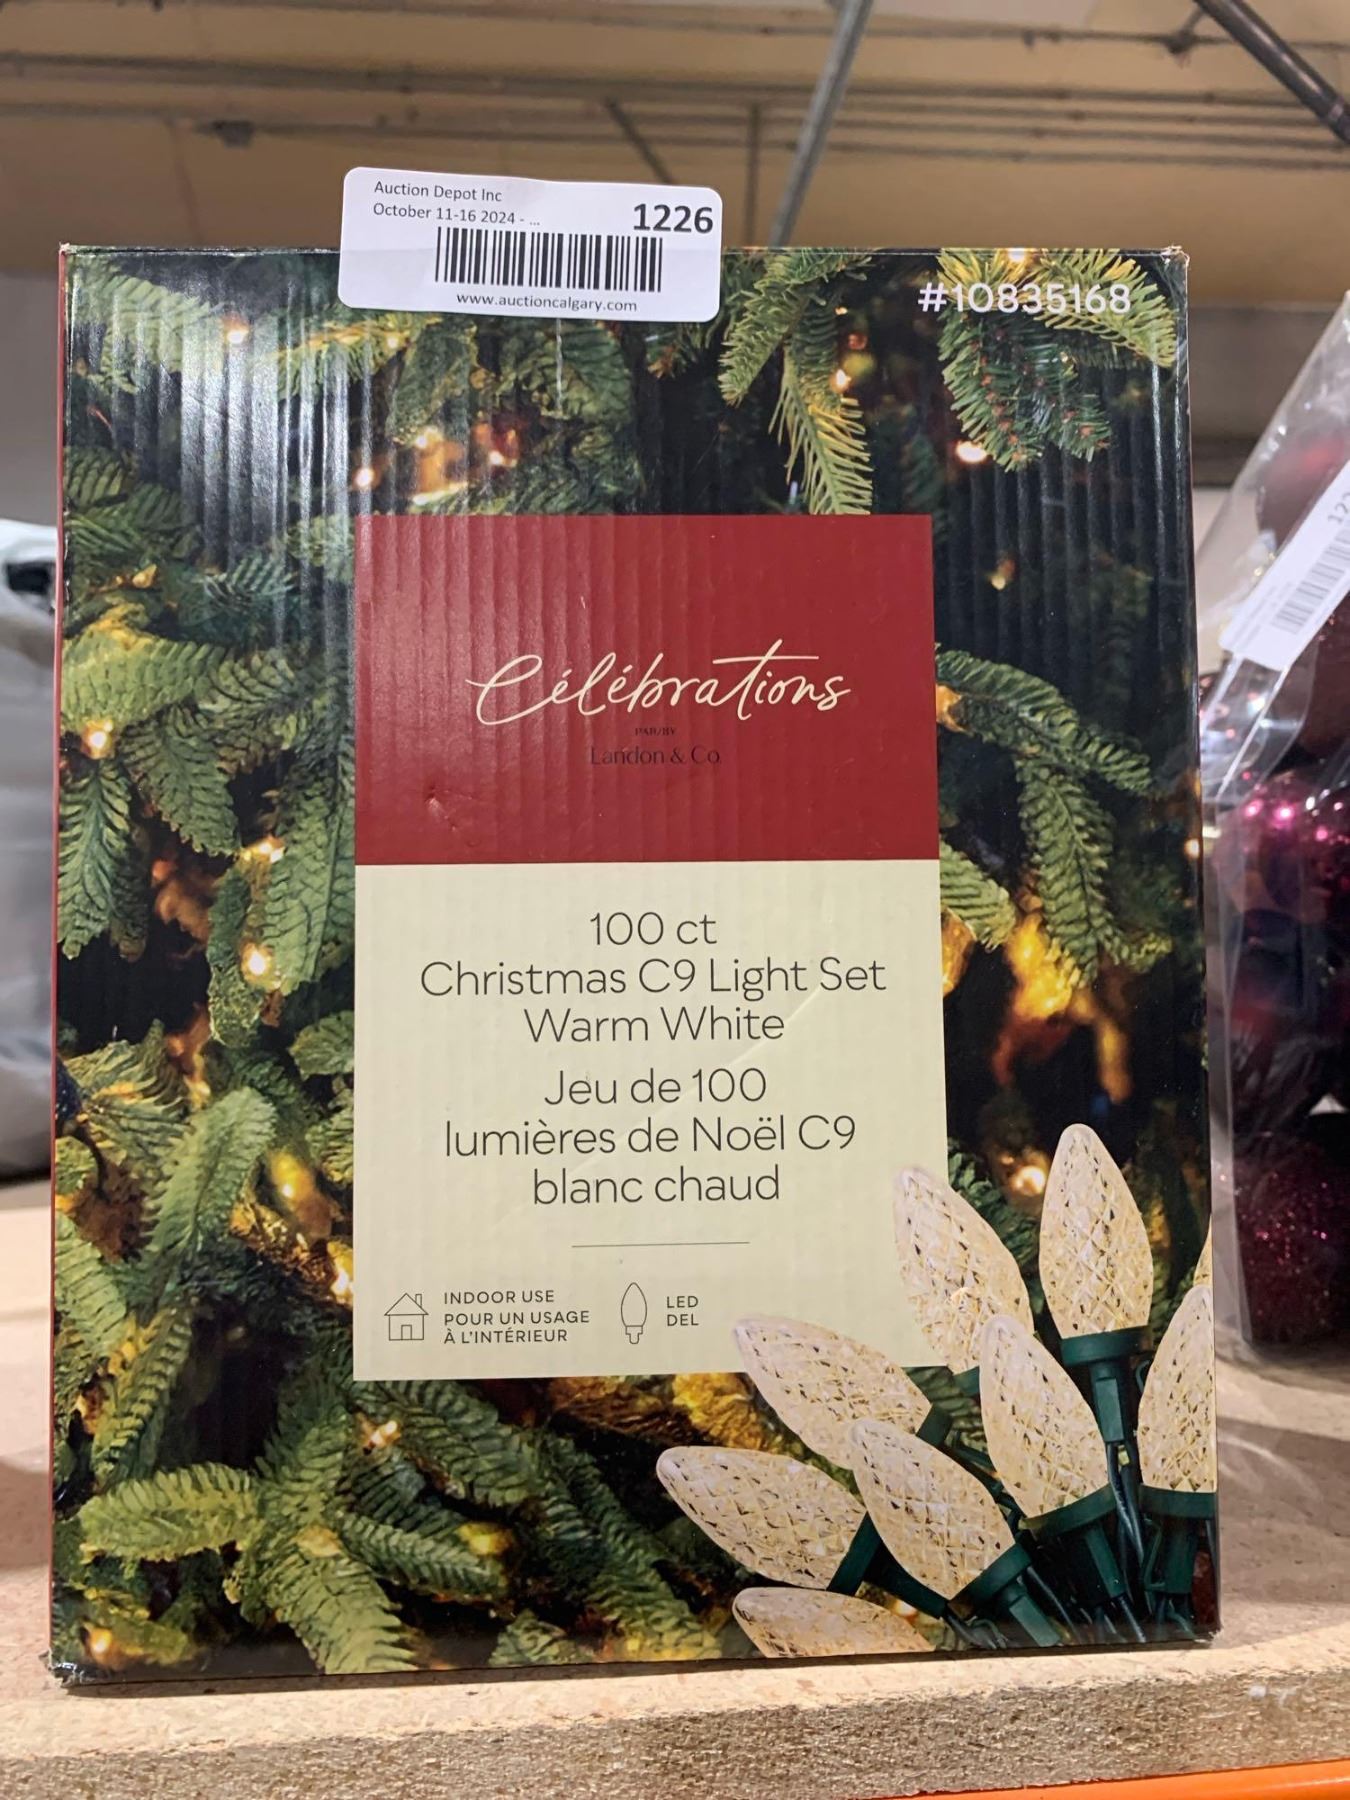 Auction Depot Inc
October 11-16 2024 - ...
1226
www.auctioncalgary.com
#10835168
Célébrations
PAR/BY
Landon & Co.
100 ct
Christmas C9 Light Set
Warm White
Jeu de 100
lumières de Noël C9
blanc chaud
INDOOR USE
POUR UN USAGE
À L'INTÉRIEUR
LED
DEL